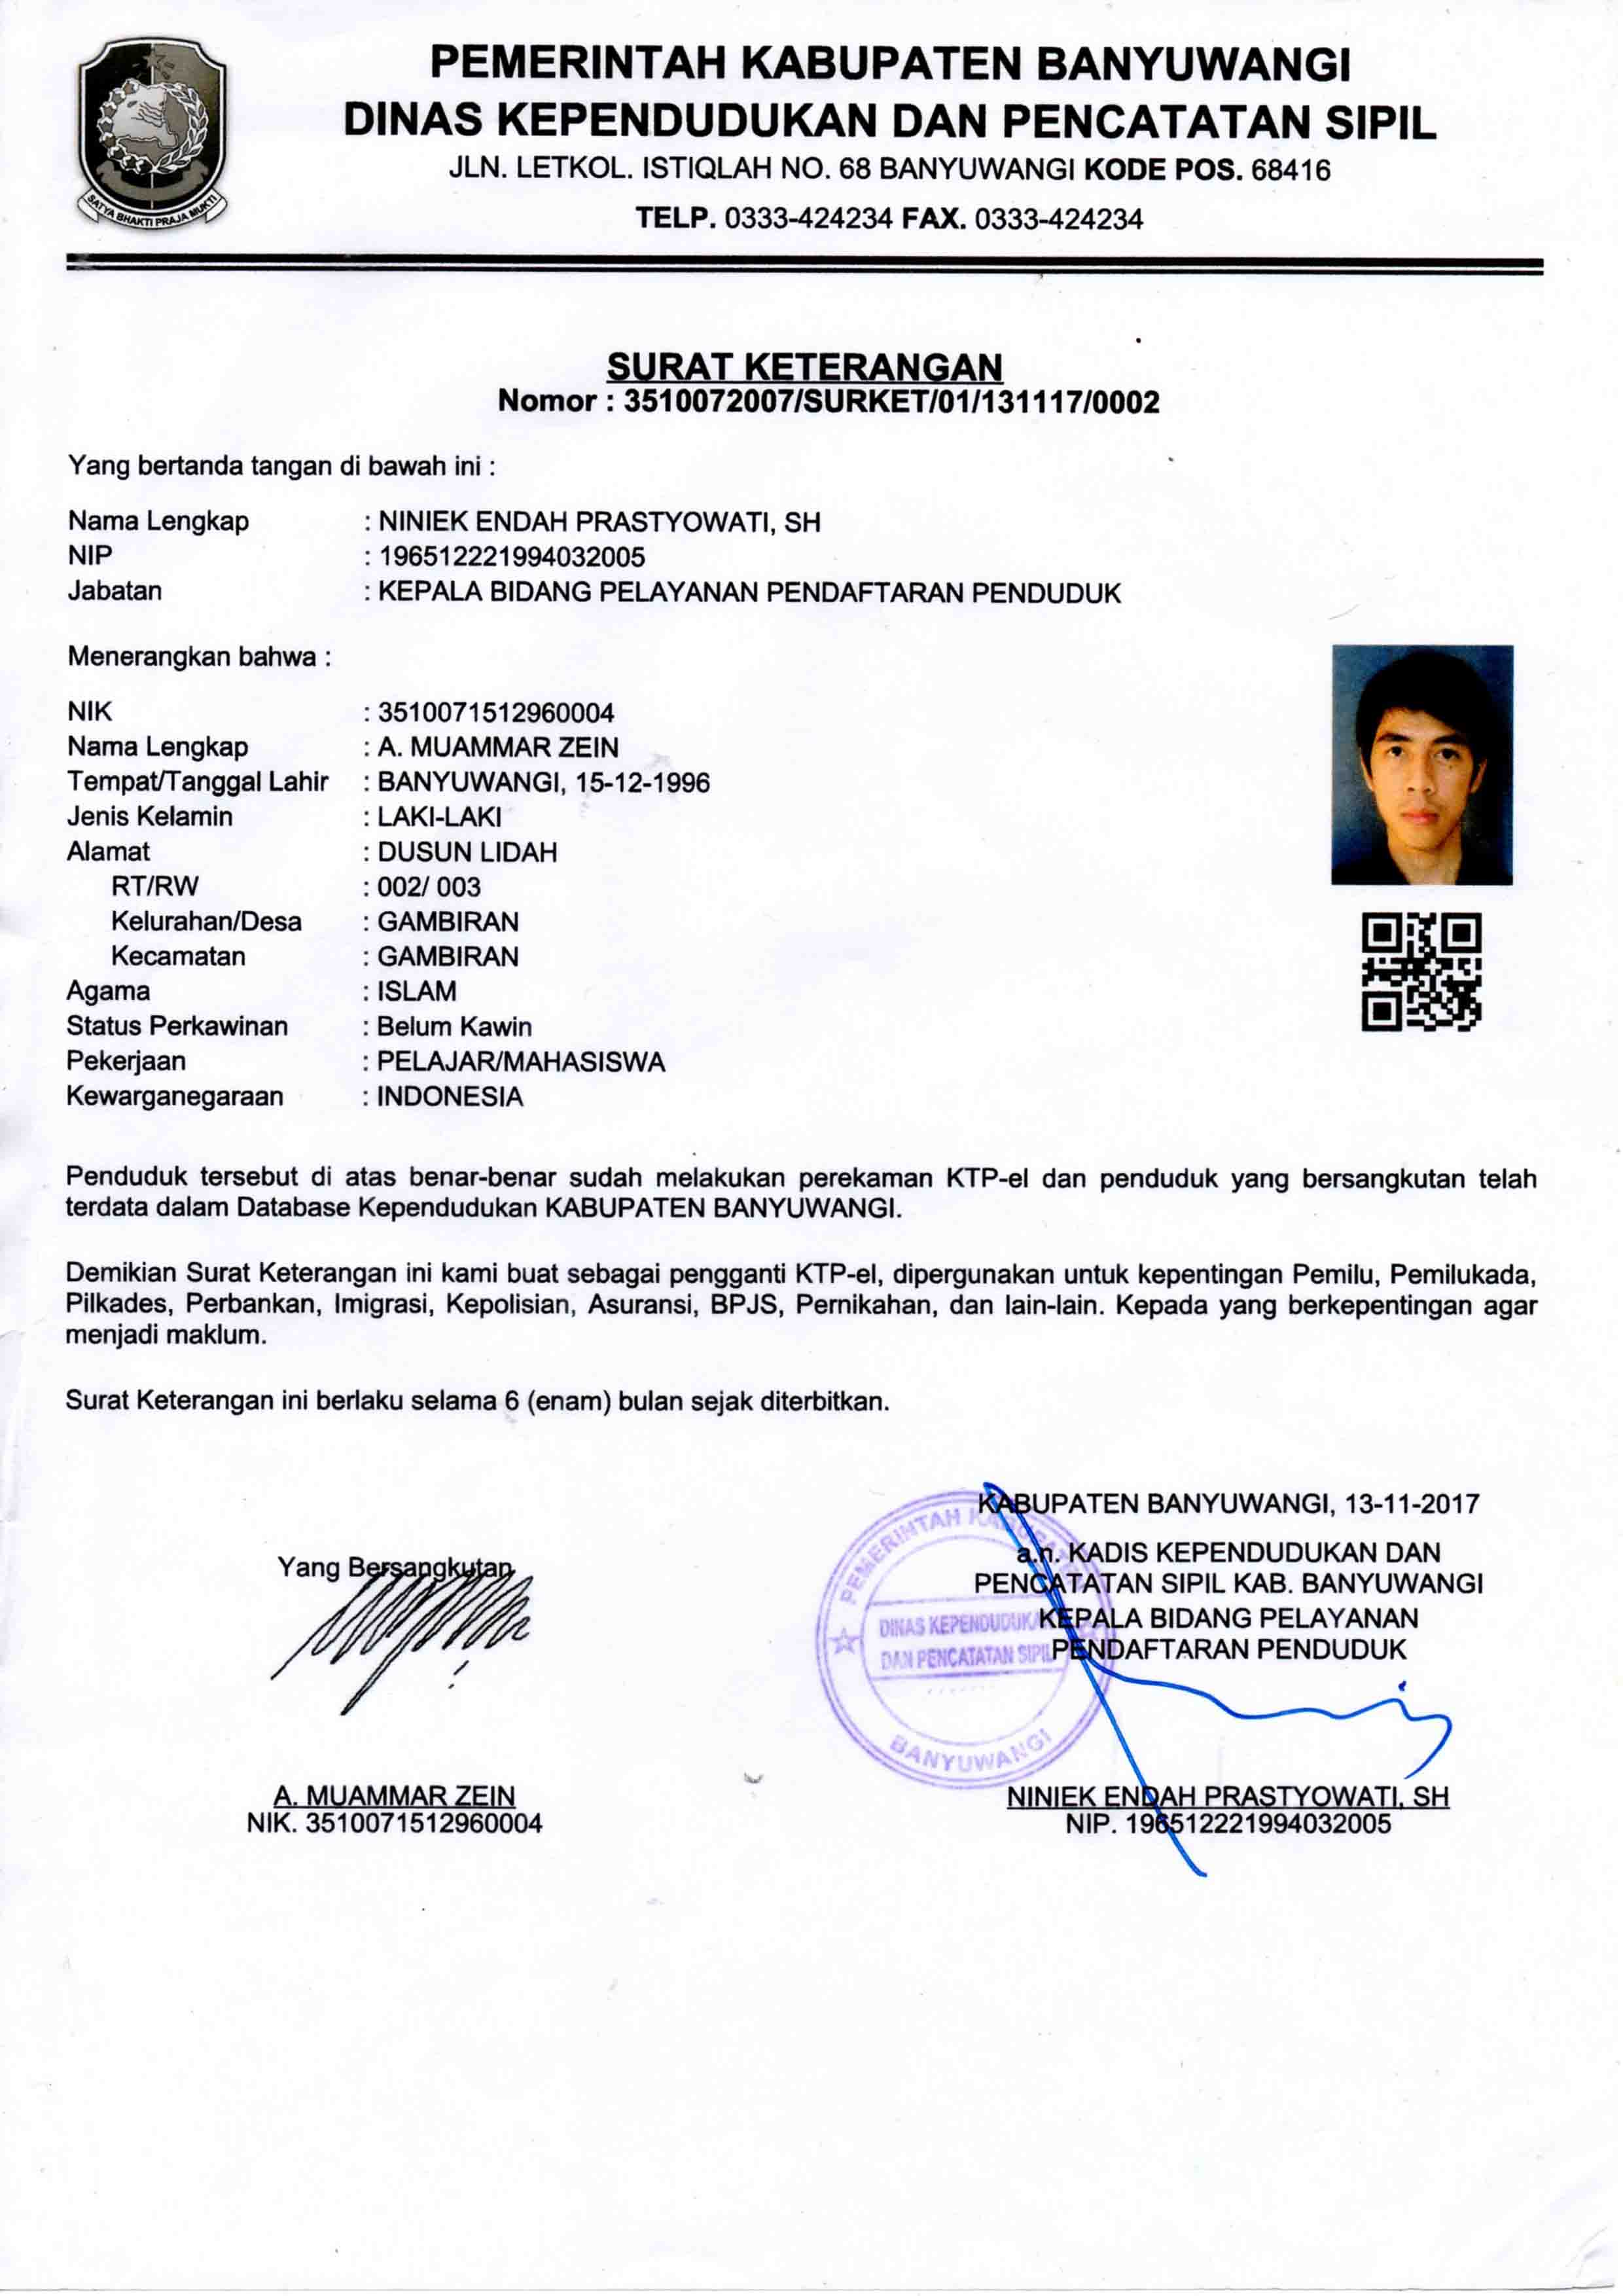 PEMERINTAH KABUPATEN BANYUWANGI
DINAS KEPENDUDUKAN DAN PENCATATAN SIPIL
JLN. LETKOL. ISTIQLAH NO. 68 BANYUWANGI KODE POS. 68416
TELP. 0333-424234 FAX. 0333-424234
SATYA BHAKTI PRAJA MUKTI
SURAT KETERANGAN
Nomor : 3510072007/SURKET/01/131117/0002
Yang bertanda tangan di bawah ini :
Nama Lengkap : NINIEK ENDAH PRASTYOWATI, SH
NIP : 196512221994032005
Jabatan : KEPALA BIDANG PELAYANAN PENDAFTARAN PENDUDUK
Menerangkan bahwa :
NIK : 3510071512960004
Nama Lengkap : A. MUAMMAR ZEIN
Tempat/Tanggal Lahir : BANYUWANGI, 15-12-1996
Jenis Kelamin : LAKI-LAKI
Alamat : DUSUN LIDAH
RT/RW : 002/ 003
Kelurahan/Desa : GAMBIRAN
Kecamatan : GAMBIRAN
Agama : ISLAM
Status Perkawinan : Belum Kawin
Pekerjaan : PELAJAR/MAHASISWA
Kewarganegaraan : INDONESIA
Penduduk tersebut di atas benar-benar sudah melakukan perekaman KTP-el dan penduduk yang bersangkutan telah
terdata dalam Database Kependudukan KABUPATEN BANYUWANGI.
Demikian Surat Keterangan ini kami buat sebagai pengganti KTP-el, dipergunakan untuk kepentingan Pemilu, Pemilukada,
Pilkades, Perbankan, Imigrasi, Kepolisian, Asuransi, BPJS, Pernikahan, dan lain-lain. Kepada yang berkepentingan agar
menjadi maklum.
Surat Keterangan ini berlaku selama 6 (enam) bulan sejak diterbitkan.
KABUPATEN BANYUWANGI, 13-11-2017
a.n. KADIS KEPENDUDUKAN DAN
PENCATATAN SIPIL KAB. BANYUWANGI
KEPALA BIDANG PELAYANAN
PENDAFTARAN PENDUDUK
Yang Bersangkutan,
PEMERINTAH KABUPATEN
DINAS KEPENDUDUKAN
DAN PENCATATAN SIPIL
BANYUWANGI
A. MUAMMAR ZEIN
NIK. 3510071512960004
NINIEK ENDAH PRASTYOWATI, SH
NIP. 196512221994032005